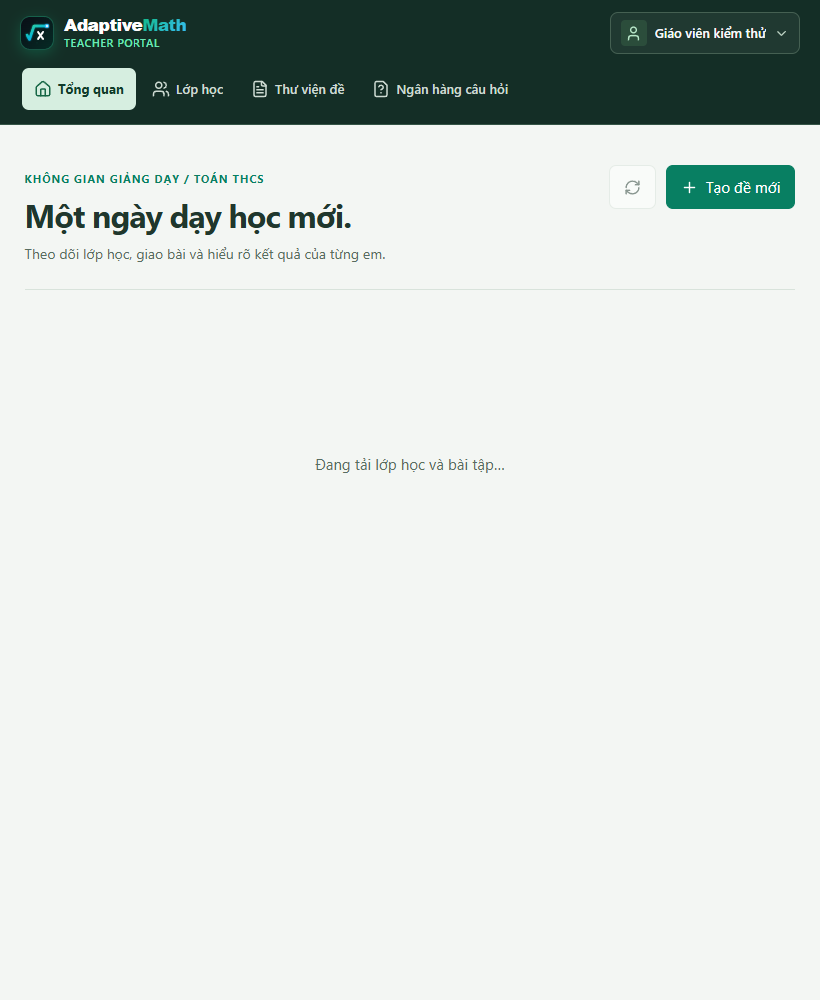 AdaptiveMath
TEACHER PORTAL
Giáo viên kiểm thử
Tổng quan
Lớp học
Thư viện đề
Ngân hàng câu hỏi
KHÔNG GIAN GIẢNG DẠY / TOÁN THCS
Tạo đề mới
Một ngày dạy học mới.
Theo dõi lớp học, giao bài và hiểu rõ kết quả của từng em.
Đang tải lớp học và bài tập...